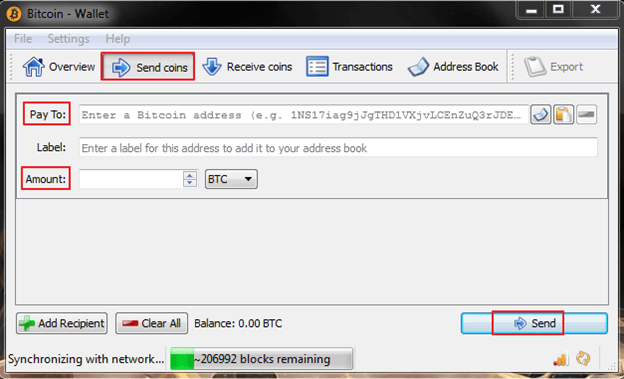 Bitcoin - Wallet
File Settings Help
Overview Send coins Receive coins Transactions Address Book Export
Pay To: Enter a Bitcoin address (e.g. 1NS17iag9jJgTHD1VXjvLCEnZuQ3rJDE...
Label: Enter a label for this address to add it to your address book
Amount: BTC
Add Recipient Clear All Balance: 0.00 BTC Send
Synchronizing with network... ~206992 blocks remaining